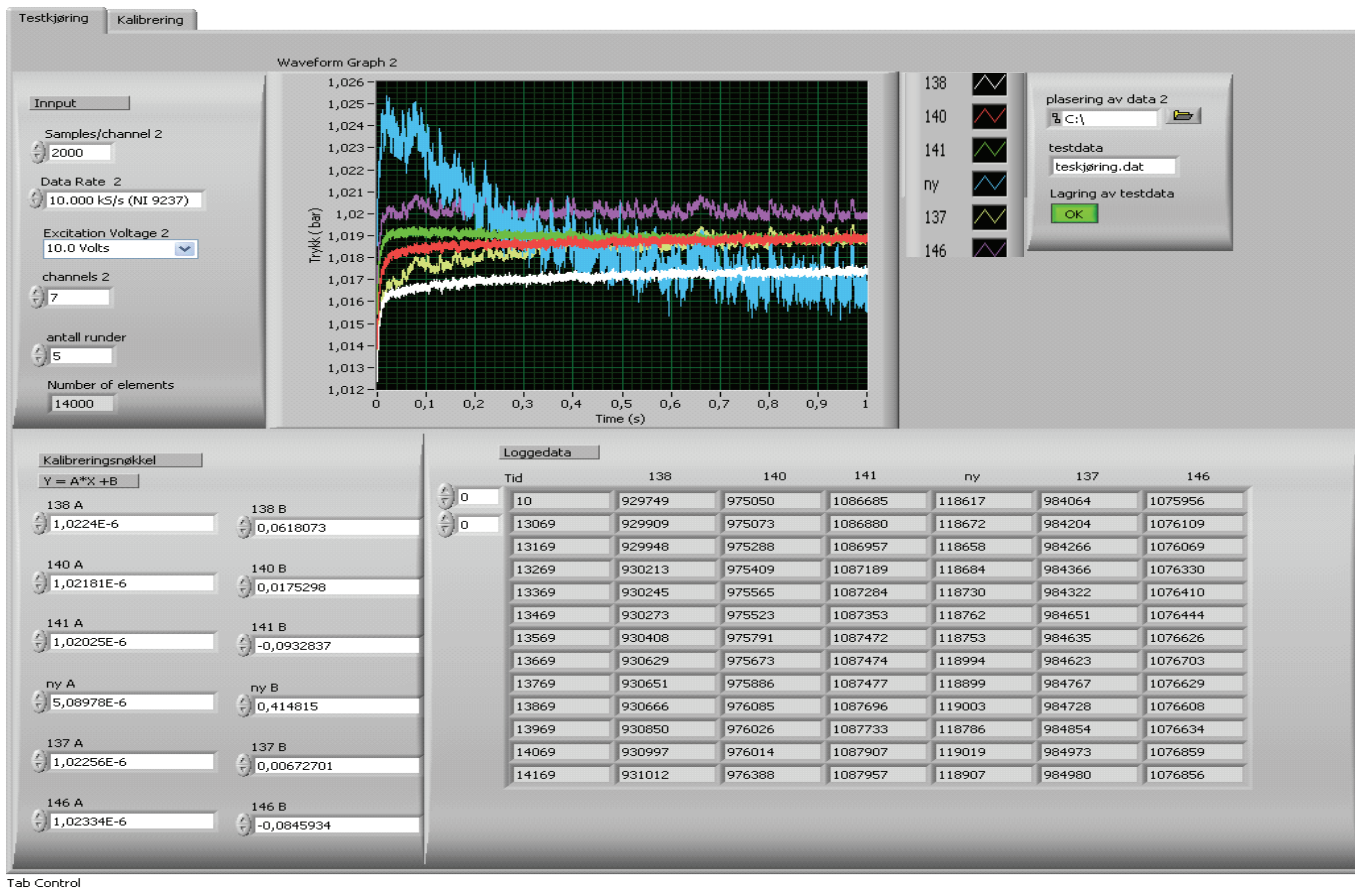 Testkjøring Kalibrering
Waveform Graph 2
Innput
Samples/channel 2
2000
Data Rate 2
10.000 kS/s (NI 9237)
Excitation Voltage 2
10.0 Volts
channels 2
7
antall runder
5
Number of elements
14000
Trykk ( bar)
1,026
1,025
1,024
1,023
1,022
1,021
1,02
1,019
1,018
1,017
1,016
1,015
1,014
1,013
1,012
0 0,1 0,2 0,3 0,4 0,5 0,6 0,7 0,8 0,9 1
Time (s)
138
140
141
ny
137
146
plasering av data 2
C:\
testdata
teskjøring.dat
Lagring av testdata
OK
Kalibreringsnøkkel
Y = A*X +B
138 A 138 B
1,0224E-6 0,0618073
140 A 140 B
1,02181E-6 0,0175298
141 A 141 B
1,02025E-6 -0,0932837
ny A ny B
5,08978E-6 0,414815
137 A 137 B
1,02256E-6 0,00672701
146 A 146 B
1,02334E-6 -0,0845934
Loggedata
Tid 138 140 141 ny 137 146
0 10 929749 975050 1086685 118617 984064 1075956
0 13069 929909 975073 1086880 118672 984204 1076109
13169 929948 975288 1086957 118658 984266 1076069
13269 930213 975409 1087189 118684 984366 1076330
13369 930245 975565 1087284 118730 984322 1076410
13469 930273 975523 1087353 118762 984651 1076444
13569 930408 975791 1087472 118753 984635 1076626
13669 930629 975673 1087474 118994 984623 1076703
13769 930651 975886 1087477 118899 984767 1076629
13869 930666 976085 1087696 119003 984728 1076608
13969 930850 976026 1087733 118786 984854 1076634
14069 930997 976014 1087907 119019 984973 1076859
14169 931012 976388 1087957 118907 984980 1076856
Tab Control